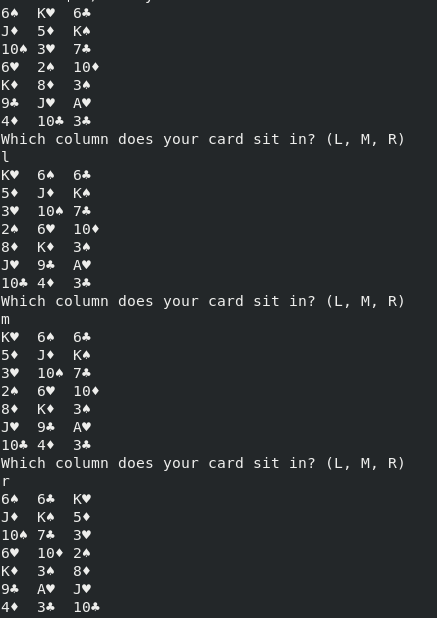 6♠ K♥ 6♣
J♦ 5♦ K♠
10♠ 3♥ 7♣
6♥ 2♠ 10♦
K♦ 8♦ 3♠
9♣ J♥ A♥
4♦ 10♣ 3♣
Which column does your card sit in? (L, M, R)
l
K♥ 6♠ 6♣
5♦ J♦ K♠
3♥ 10♠ 7♣
2♠ 6♥ 10♦
8♦ K♦ 3♠
J♥ 9♣ A♥
10♣ 4♦ 3♣
Which column does your card sit in? (L, M, R)
m
K♥ 6♠ 6♣
5♦ J♦ K♠
3♥ 10♠ 7♣
2♠ 6♥ 10♦
8♦ K♦ 3♠
J♥ 9♣ A♥
10♣ 4♦ 3♣
Which column does your card sit in? (L, M, R)
r
6♠ 6♣ K♥
J♦ K♠ 5♦
10♠ 7♣ 3♥
6♥ 10♦ 2♠
K♦ 3♠ 8♦
9♣ A♥ J♥
4♦ 3♣ 10♣